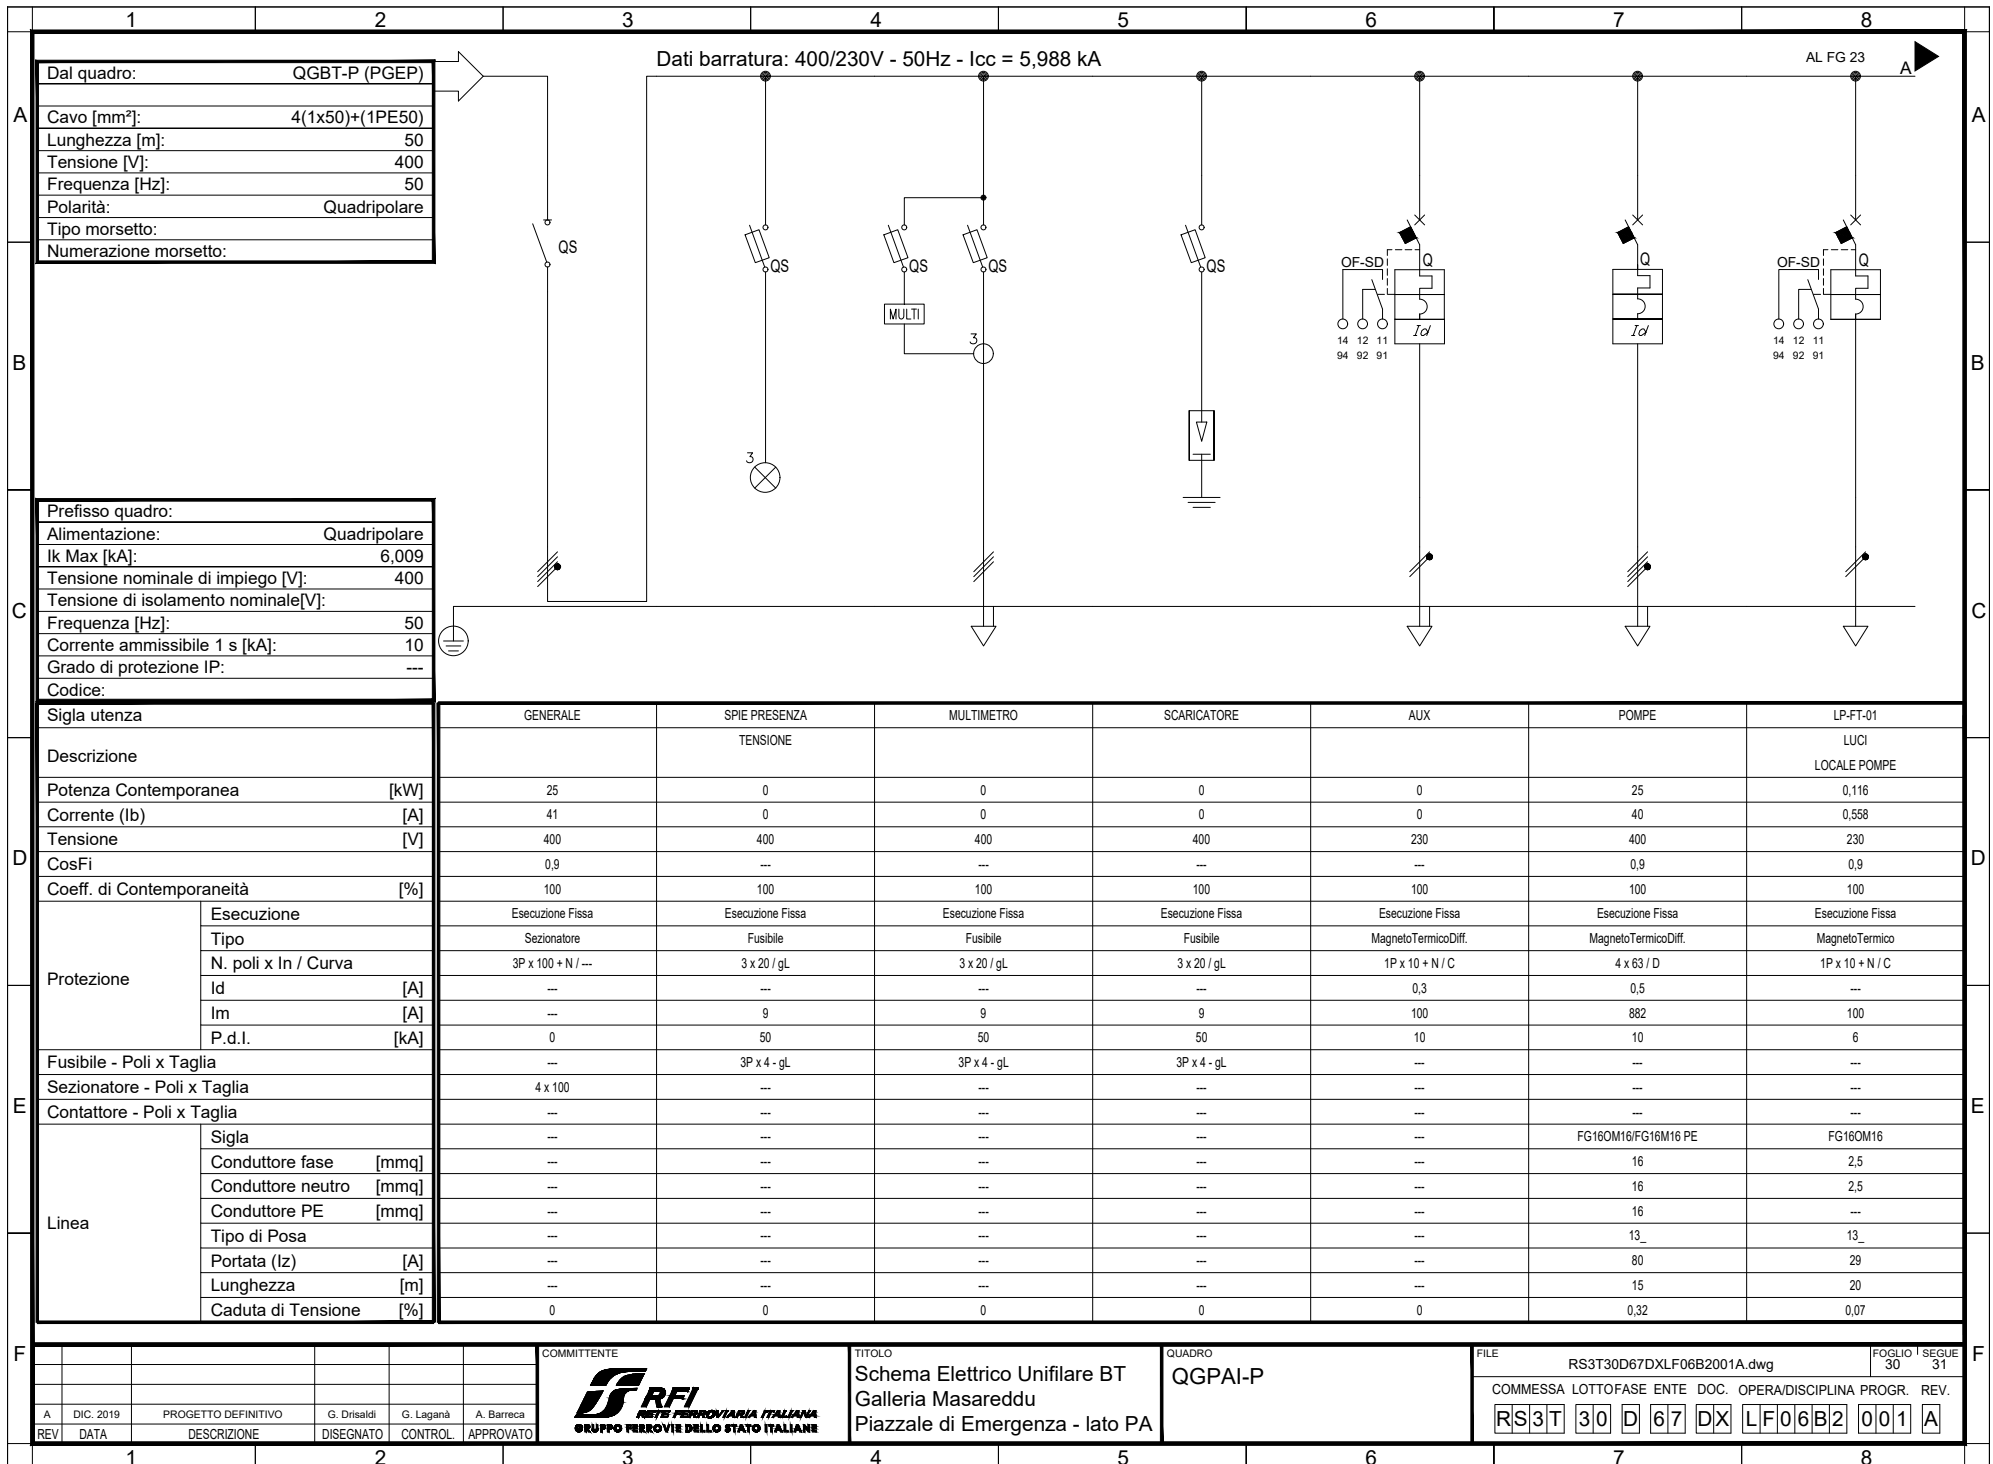 1 2 3 4 5 6 7 8
Dati barratura: 400/230V - 50Hz - Icc = 5,988 kA
AL FG 23
A
Dal quadro: QGBT-P (PGEP)
Cavo [mm²]: 4(1x50)+(1PE50)
Lunghezza [m]: 50
Tensione [V]: 400
Frequenza [Hz]: 50
Polarità: Quadripolare
Tipo morsetto:
Numerazione morsetto:
A A
QS
QS
QS QS
QS
OF-SD Q
Q
OF-SD Q
MULTI
3
Id
Id
14 12 11
94 92 91
14 12 11
94 92 91
B B
3
Prefisso quadro:
Alimentazione: Quadripolare
Ik Max [kA]: 6,009
Tensione nominale di impiego [V]: 400
Tensione di isolamento nominale[V]:
Frequenza [Hz]: 50
Corrente ammissibile 1 s [kA]: 10
Grado di protezione IP: ---
Codice:
C C
Sigla utenza GENERALE SPIE PRESENZA MULTIMETRO SCARICATORE AUX POMPE LP-FT-01
Descrizione TENSIONE LUCI
LOCALE POMPE
Potenza Contemporanea [kW] 25 0 0 0 0 25 0,116
Corrente (Ib) [A] 41 0 0 0 0 40 0,558
Tensione [V] 400 400 400 400 230 400 230
CosFi 0,9 --- --- --- --- 0,9 0,9
Coeff. di Contemporaneità [%] 100 100 100 100 100 100 100
D D
Protezione
Esecuzione Esecuzione Fissa Esecuzione Fissa Esecuzione Fissa Esecuzione Fissa Esecuzione Fissa Esecuzione Fissa Esecuzione Fissa
Tipo Sezionatore Fusibile Fusibile Fusibile MagnetoTermicoDiff. MagnetoTermicoDiff. MagnetoTermico
N. poli x In / Curva 3P x 100 + N / --- 3 x 20 / gL 3 x 20 / gL 3 x 20 / gL 1P x 10 + N / C 4 x 63 / D 1P x 10 + N / C
Id [A] --- --- --- --- 0,3 0,5 ---
Im [A] --- 9 9 9 100 882 100
P.d.I. [kA] 0 50 50 50 10 10 6
Fusibile - Poli x Taglia --- 3P x 4 - gL 3P x 4 - gL 3P x 4 - gL --- --- ---
Sezionatore - Poli x Taglia 4 x 100 --- --- --- --- --- ---
Contattore - Poli x Taglia --- --- --- --- --- --- ---
E E
Linea
Sigla --- --- --- --- --- FG16OM16/FG16M16 PE FG16OM16
Conduttore fase [mmq] --- --- --- --- --- 16 2,5
Conduttore neutro [mmq] --- --- --- --- --- 16 2,5
Conduttore PE [mmq] --- --- --- --- --- 16 ---
Tipo di Posa --- --- --- --- --- 13_ 13_
Portata (Iz) [A] --- --- --- --- --- 80 29
Lunghezza [m] --- --- --- --- --- 15 20
Caduta di Tensione [%] 0 0 0 0 0 0,32 0,07
F F
A DIC. 2019 PROGETTO DEFINITIVO G. Drisaldi G. Laganà A. Barreca
REV DATA DESCRIZIONE DISEGNATO CONTROL. APPROVATO
COMMITTENTE
RFI
RETE FERROVIARIA ITALIANA
GRUPPO FERROVIE DELLO STATO ITALIANE
TITOLO
Schema Elettrico Unifilare BT
Galleria Masareddu
Piazzale di Emergenza - lato PA
QUADRO
QGPAI-P
FILE RS3T30D67DXLF06B2001A.dwg
FOGLIO SEGUE
30 31
COMMESSA LOTTO FASE ENTE DOC. OPERA/DISCIPLINA PROGR. REV.
RS3T 30 D 67 DX LF06B2 001 A
1 2 3 4 5 6 7 8